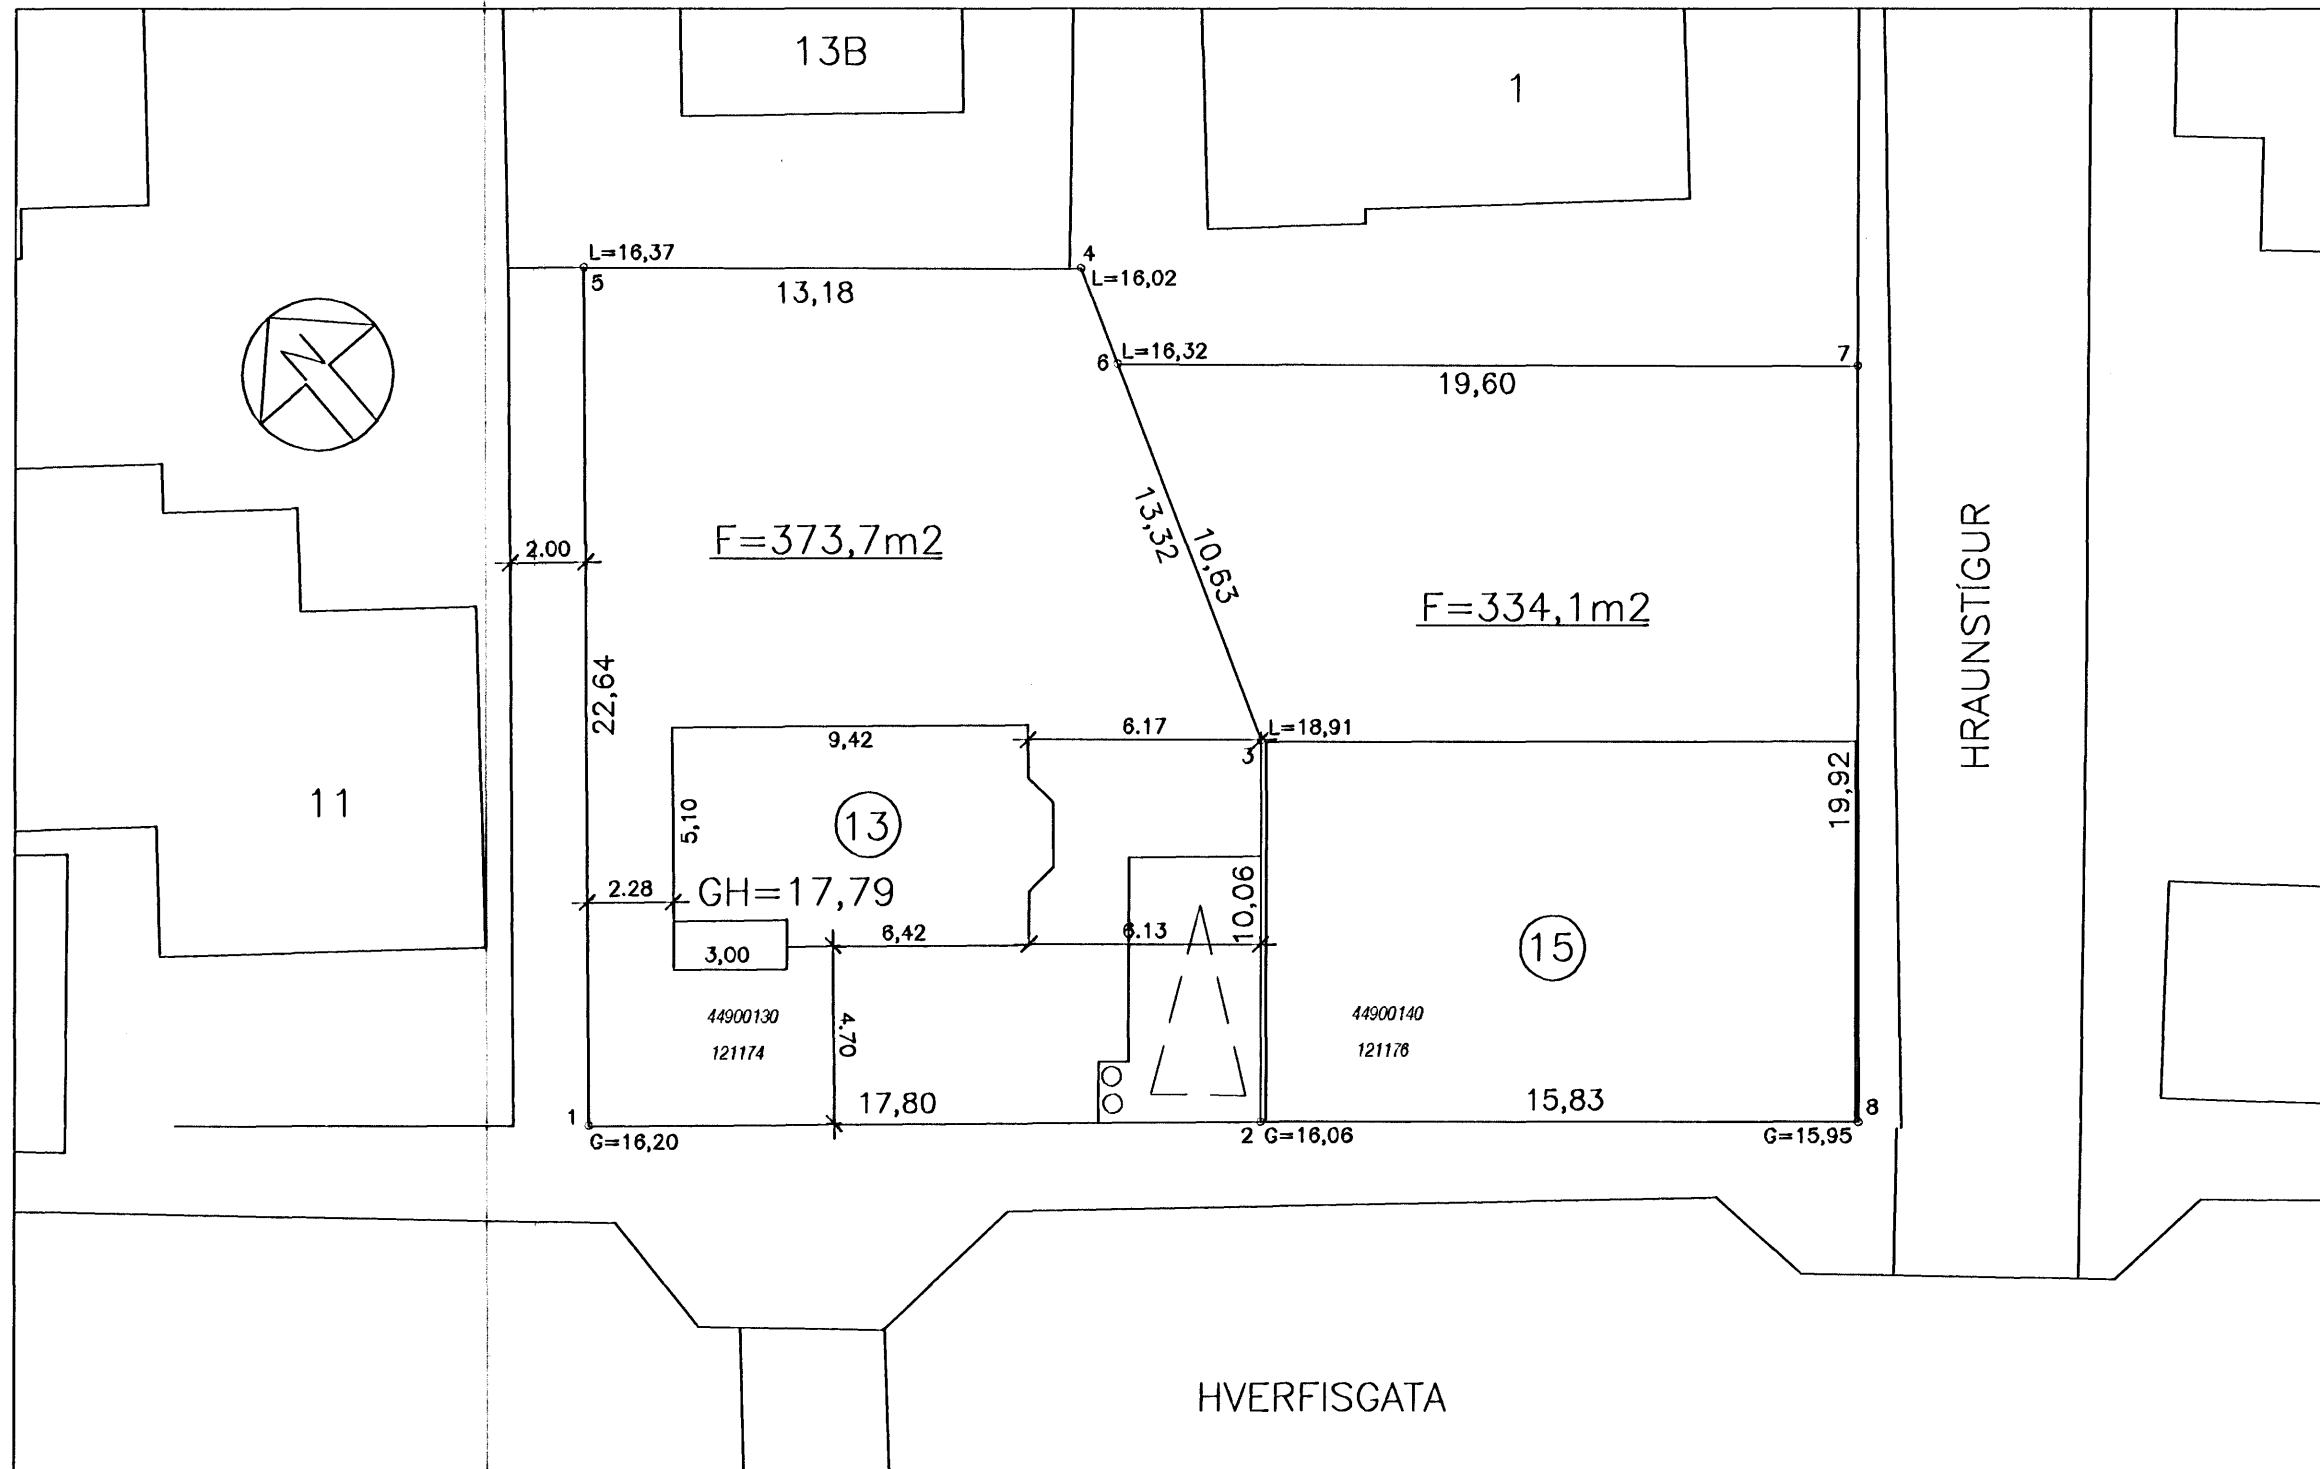 13B
1
L=16,37
5
13,18
4
L=16,02
6
L=16,32
7
19,60
N
2.00
F=373,7m2
13,32
10,63
F=334,1m2
HRAUNSTÍGUR
22,64
9,42
6.17
L=18,91
3
19,92
5,10
13
11
2.28
GH=17,79
10,06
3,00
6,42
6.13
15
44900130
121174
4.70
44900140
121176
17,80
15,83
1
G=16,20
2
G=16,06
G=15,95
8
HVERFISGATA